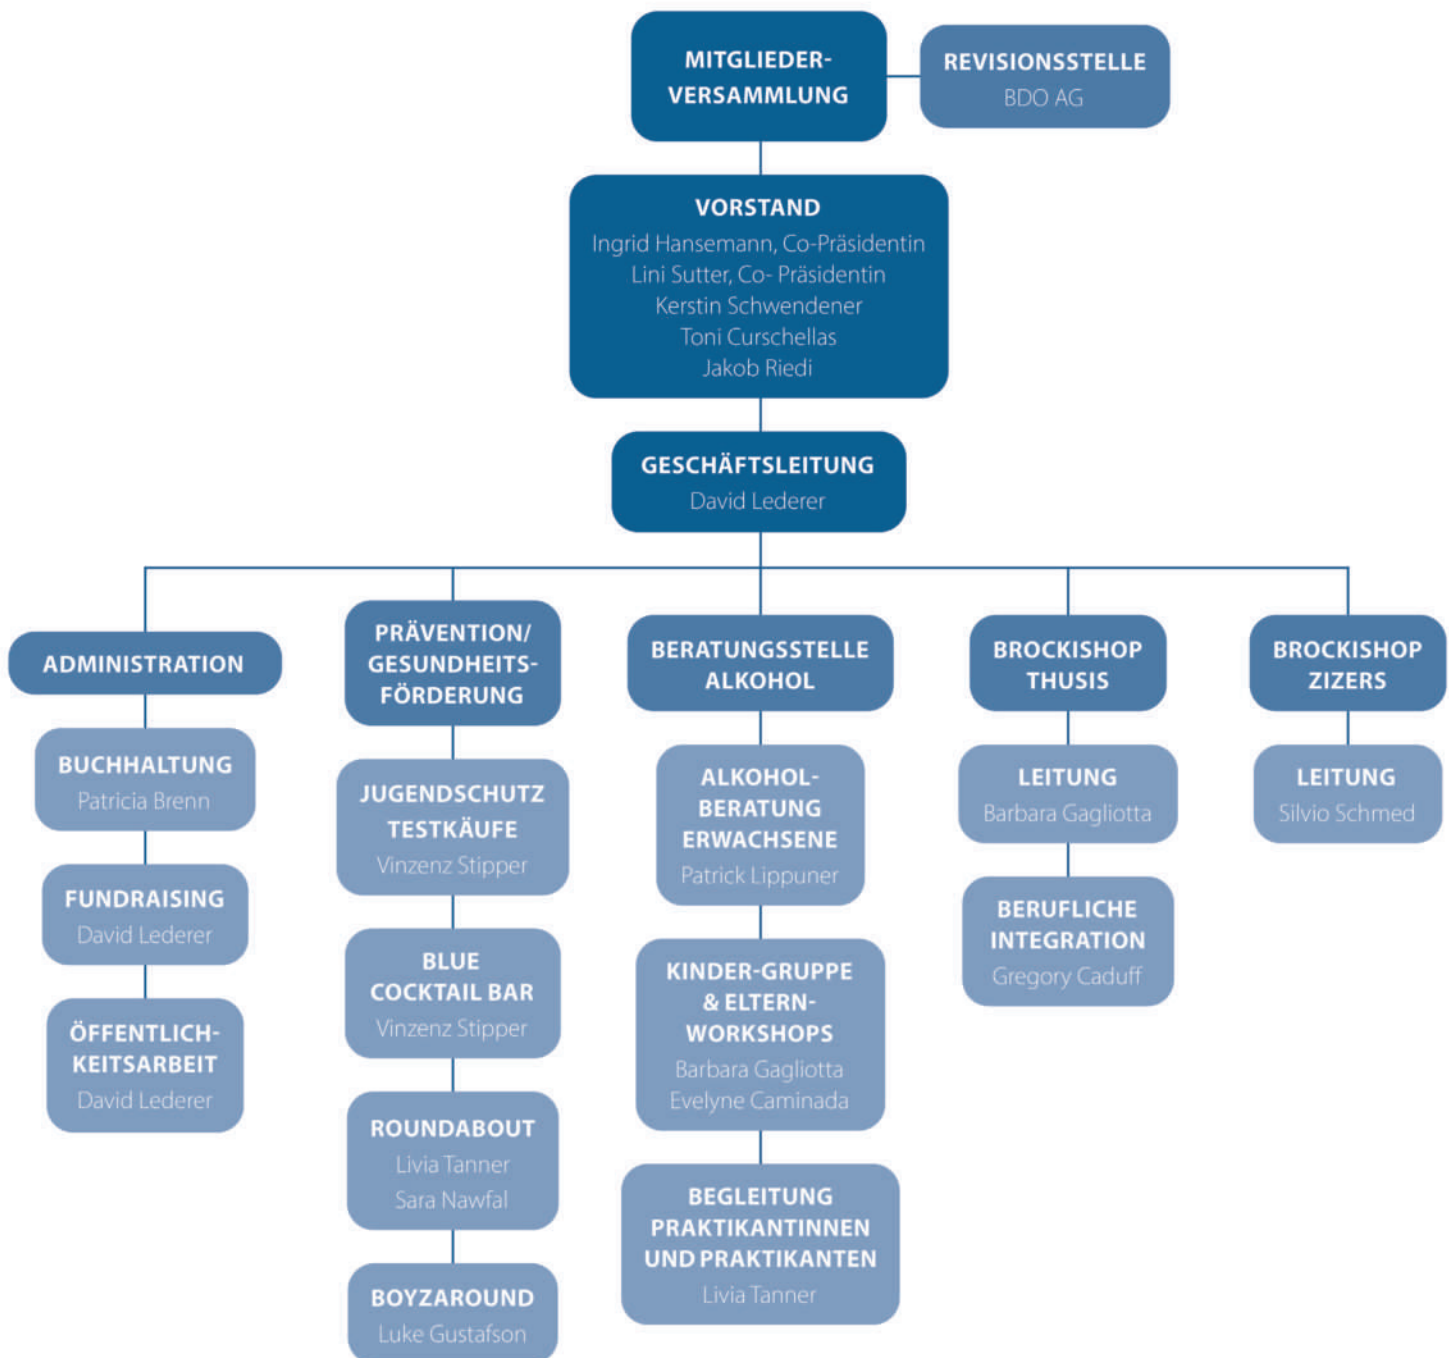 MITGLIEDER-
VERSAMMLUNG
REVISIONSSTELLE
BDO AG
VORSTAND
Ingrid Hansemann, Co-Präsidentin
Lini Sutter, Co- Präsidentin
Kerstin Schwendener
Toni Curschellas
Jakob Riedi
GESCHÄFTSLEITUNG
David Lederer
ADMINISTRATION
BUCHHALTUNG
Patricia Brenn
FUNDRAISING
David Lederer
ÖFFENTLICH-
KEITSARBEIT
David Lederer
PRÄVENTION/
GESUNDHEITS-
FÖRDERUNG
JUGENDSCHUTZ
TESTKÄUFE
Vinzenz Stipper
BLUE
COCKTAIL BAR
Vinzenz Stipper
ROUNDABOUT
Livia Tanner
Sara Nawfal
BOYZAROUND
Luke Gustafson
BERATUNGSSTELLE
ALKOHOL
ALKOHOL-
BERATUNG
ERWACHSENE
Patrick Lippuner
KINDER-GRUPPE
& ELTERN-
WORKSHOPS
Barbara Gagliotta
Evelyne Caminada
BEGLEITUNG
PRAKTIKANTINNEN
UND PRAKTIKANTEN
Livia Tanner
BROCKISHOP
THUSIS
LEITUNG
Barbara Gagliotta
BERUFLICHE
INTEGRATION
Gregory Caduff
BROCKISHOP
ZIZERS
LEITUNG
Silvio Schmed